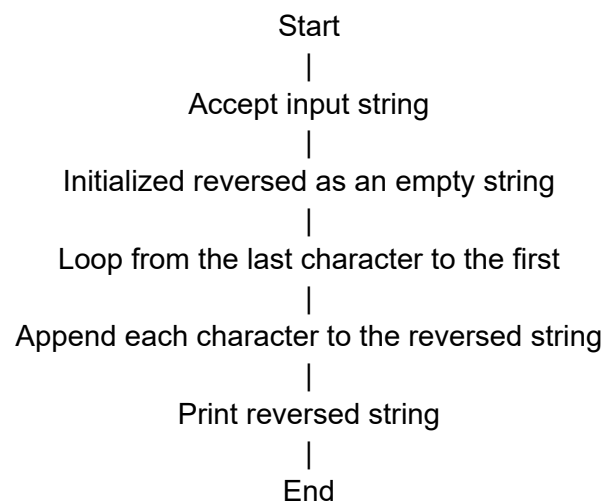 Start
|
Accept input string
|
Initialized reversed as an empty string
|
Loop from the last character to the first
|
Append each character to the reversed string
|
Print reversed string
|
End